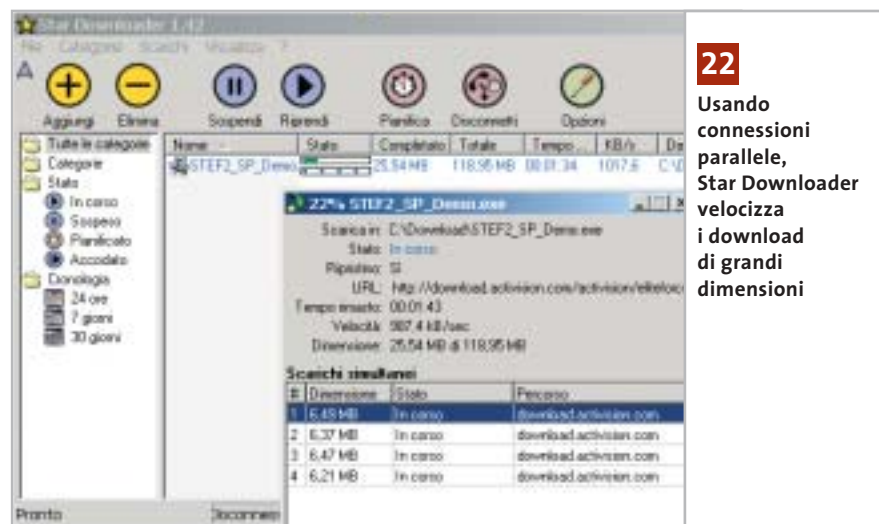 Star Downloader 1.42
File Categorie Scarichi Visualizza ?
Aggiungi Elimina Sospendi Riprendi Pianifica Disconnetti Opzioni
Tutte le categorie
Categorie
Stato
In corso
Sospeso
Pianificato
Accodato
Cronologia
24 ore
7 giorni
30 giorni
Nome Stato Completato Totale Tempo... KB/s
STEF2_SP_Demo 25,54 MB 118,95 MB 00:01:34 1017,6
22% STEF2_SP_Demo.exe
Scarica in: C:\Download\STEF2_SP_Demo.exe
Stato: In corso
Ripristino: Sì
URL: http://download.activision.com/activision/
Tempo rimasto: 00:01:43
Velocità: 987,4 kB/sec
Dimensione: 25,54 MB di 118,95 MB
Scarichi simultanei
# Dimensione Stato Percorso
1 6,49 MB In corso download.activision.com
2 6,37 MB In corso download.activision.com
3 6,47 MB In corso download.activision.com
4 6,21 MB In corso download.activision.com
Pronto
22
Usando
connessioni
parallele,
Star Downloader
velocizza
i download
di grandi
dimensioni